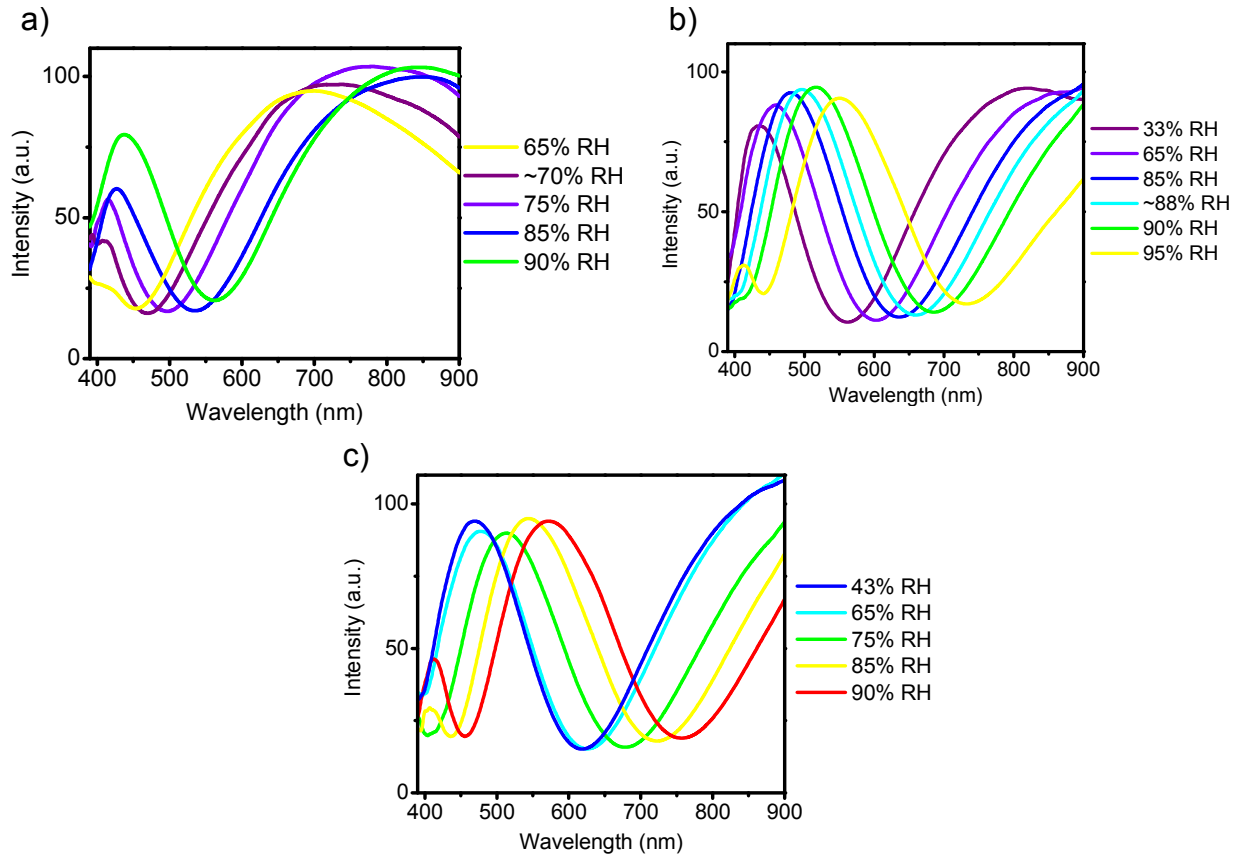 a)
100
50
0
400 500 600 700 800 900
Wavelength (nm)
Intensity (a.u.)
65% RH
~70% RH
75% RH
85% RH
90% RH
b)
100
50
0
400 500 600 700 800 900
Wavelength (nm)
Intensity (a.u.)
33% RH
65% RH
85% RH
~88% RH
90% RH
95% RH
c)
100
50
0
400 500 600 700 800 900
Wavelength (nm)
Intensity (a.u.)
43% RH
65% RH
75% RH
85% RH
90% RH